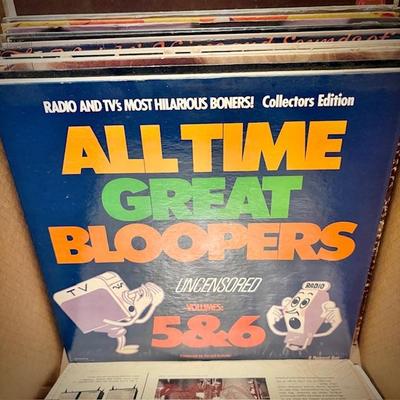 RADIO AND TV's MOST HILARIOUS BONERS! Collectors Edition
ALL TIME
GREAT
BLOOPERS
UNCENSORED
VOLUMES:
5&6
TV
RADIO